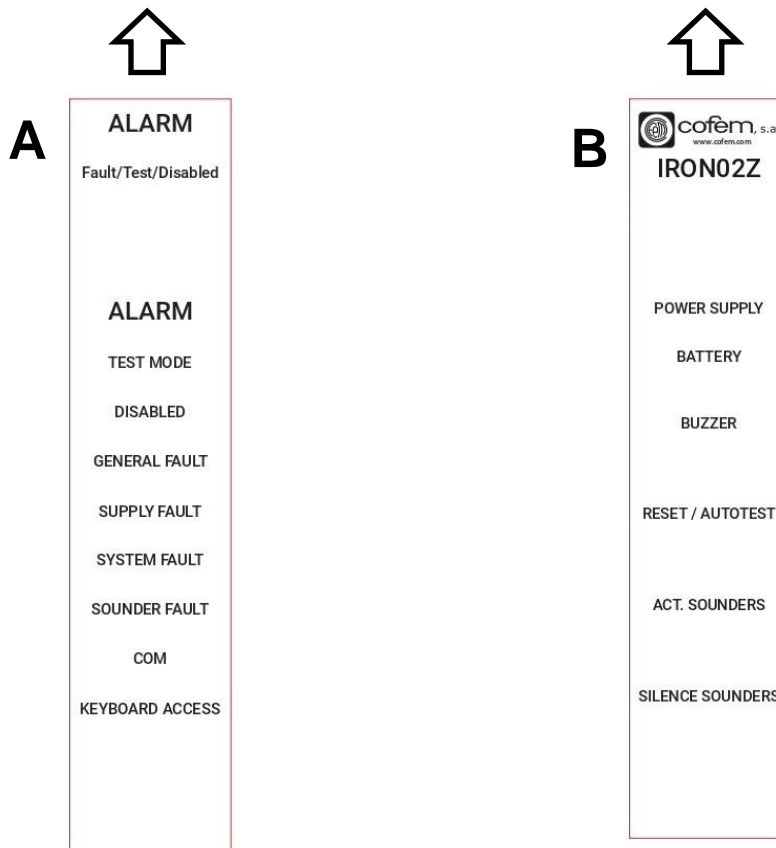 A
ALARM
Fault/Test/Disabled
ALARM
TEST MODE
DISABLED
GENERAL FAULT
SUPPLY FAULT
SYSTEM FAULT
SOUNDER FAULT
COM
KEYBOARD ACCESS
B
cofem, s.a
www.cofem.com
IRON02Z
POWER SUPPLY
BATTERY
BUZZER
RESET / AUTOTEST
ACT. SOUNDERS
SILENCE SOUNDERS